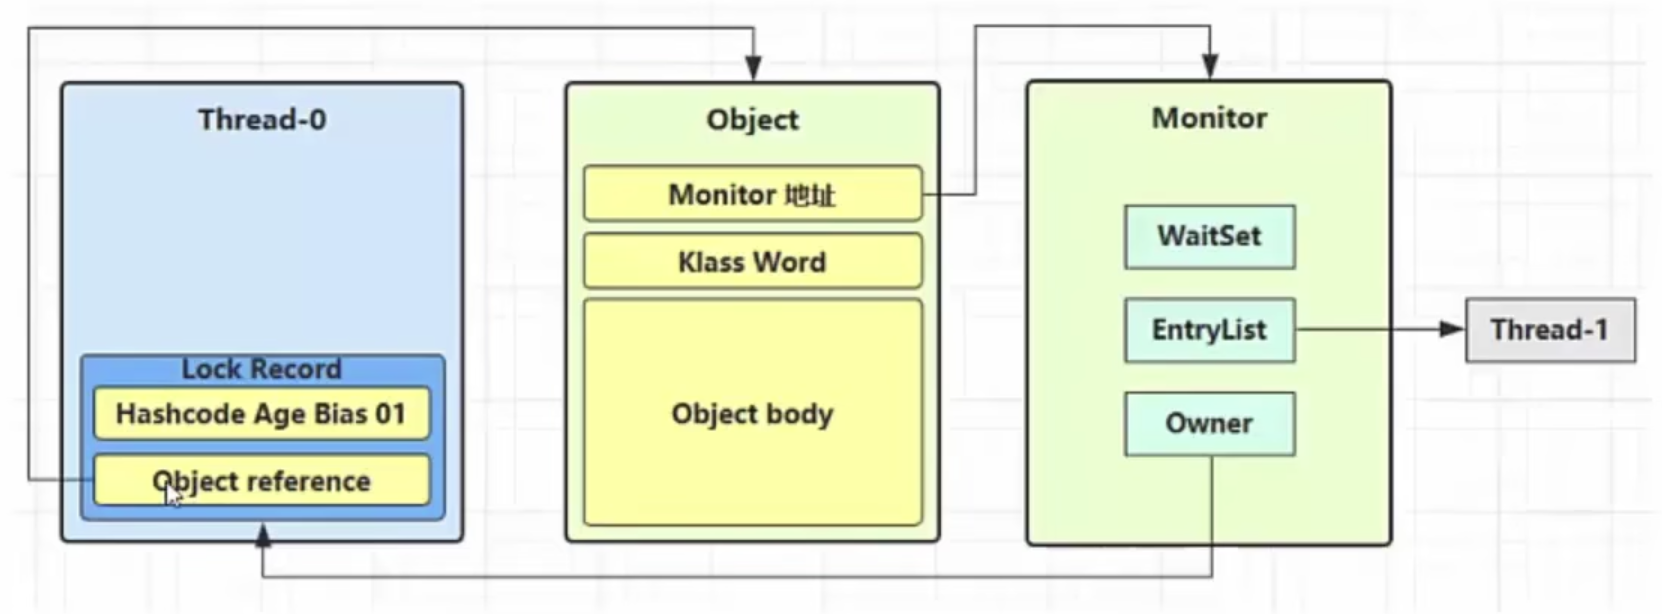 Thread-0
Lock Record
Hashcode Age Bias 01
Object reference
Object
Monitor 地址
Klass Word
Object body
Monitor
WaitSet
EntryList
Owner
Thread-1